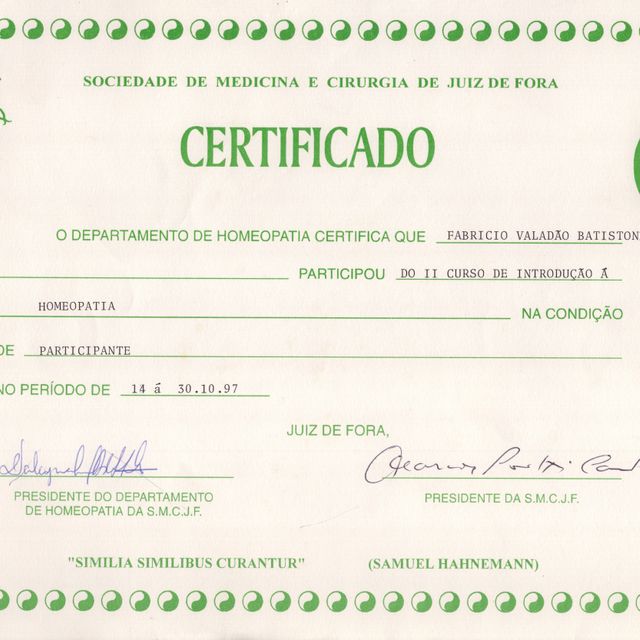 SOCIEDADE DE MEDICINA E CIRURGIA DE JUIZ DE FORA
CERTIFICADO
O DEPARTAMENTO DE HOMEOPATIA CERTIFICA QUE FABRICIO VALADÃO BATISTON
PARTICIPOU DO II CURSO DE INTRODUÇÃO Á
HOMEOPATIA NA CONDIÇÃO
DE PARTICIPANTE
NO PERÍODO DE 14 á 30.10.97
JUIZ DE FORA,
PRESIDENTE DO DEPARTAMENTO
DE HOMEOPATIA DA S.M.C.J.F.
PRESIDENTE DA S.M.C.J.F.
"SIMILIA SIMILIBUS CURANTUR" (SAMUEL HAHNEMANN)